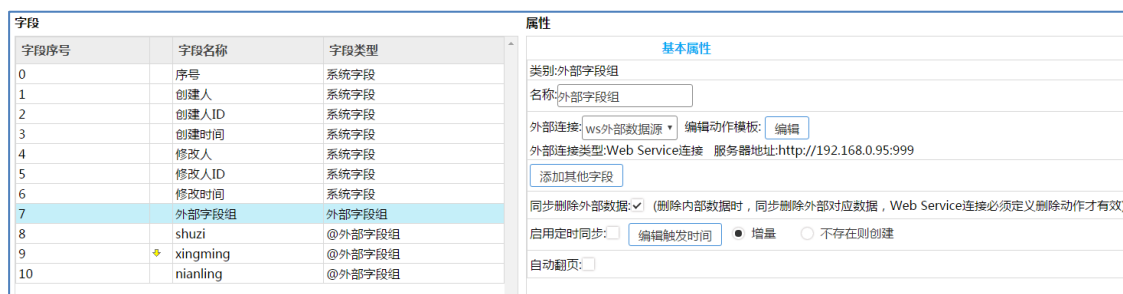 字段
字段序号 字段名称 字段类型
0 序号 系统字段
1 创建人 系统字段
2 创建人ID 系统字段
3 创建时间 系统字段
4 修改人 系统字段
5 修改人ID 系统字段
6 修改时间 系统字段
7 外部字段组 外部字段组
8 shuzi @外部字段组
9 xingming @外部字段组
10 nianling @外部字段组
属性
基本属性
类别:外部字段组
名称:外部字段组
外部连接: ws外部数据源 编辑动作模板: 编辑
外部连接类型:Web Service连接 服务器地址:http://192.168.0.95:999
添加其他字段
同步删除外部数据: (删除内部数据时，同步删除外部对应数据，Web Service连接必须定义删除动作才有效)
启用定时同步: 编辑触发时间 增量 不存在则创建
自动翻页: